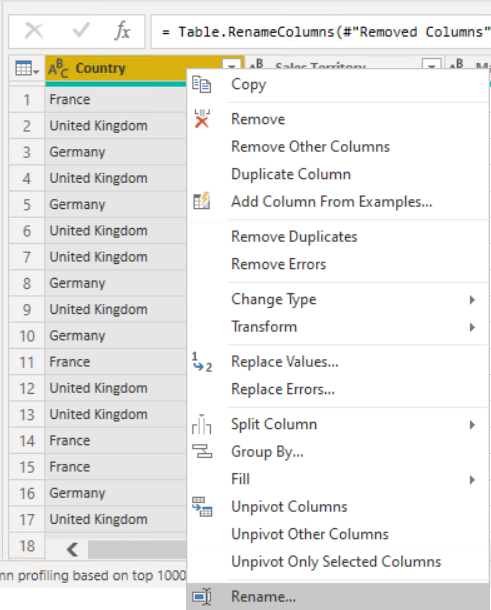 fx = Table.RenameColumns(#"Removed Columns"
ABC Country
1 France
2 United Kingdom
3 Germany
4 United Kingdom
5 Germany
6 United Kingdom
7 United Kingdom
8 Germany
9 United Kingdom
10 Germany
11 France
12 United Kingdom
13 United Kingdom
14 France
15 France
16 Germany
17 United Kingdom
18
mn profiling based on top 1000
Sales Territory
Copy
Remove
Remove Other Columns
Duplicate Column
Add Column From Examples...
Remove Duplicates
Remove Errors
Change Type
Transform
Replace Values...
Replace Errors...
Split Column
Group By...
Fill
Unpivot Columns
Unpivot Other Columns
Unpivot Only Selected Columns
Rename...